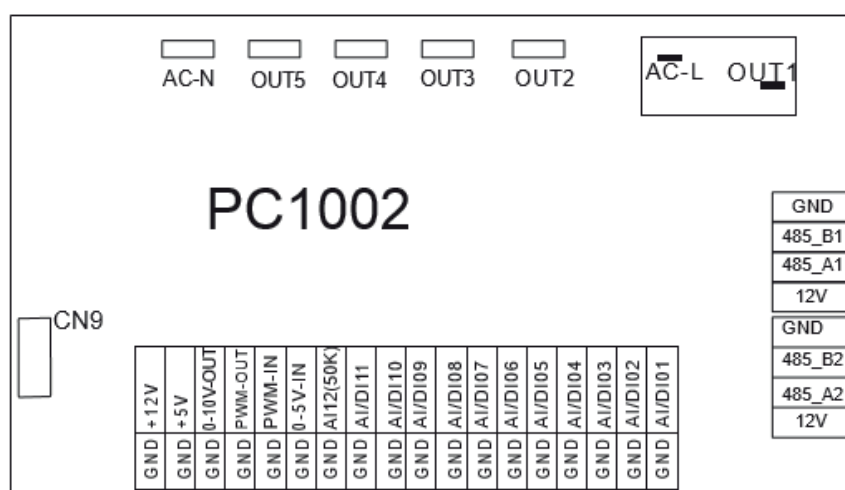 AC-N OUT5 OUT4 OUT3 OUT2 AC-L OUT1
PC1002
GND
485_B1
485_A1
12V
GND
485_B2
485_A2
12V
CN9
GND +12V
GND +5V
GND 0-10V-OUT
GND PWM-OUT
GND PWM-IN
GND 0-5V-IN
GND AI12(50K)
GND AI/DI11
GND AI/DI10
GND AI/DI09
GND AI/DI08
GND AI/DI07
GND AI/DI06
GND AI/DI05
GND AI/DI04
GND AI/DI03
GND AI/DI02
GND AI/DI01